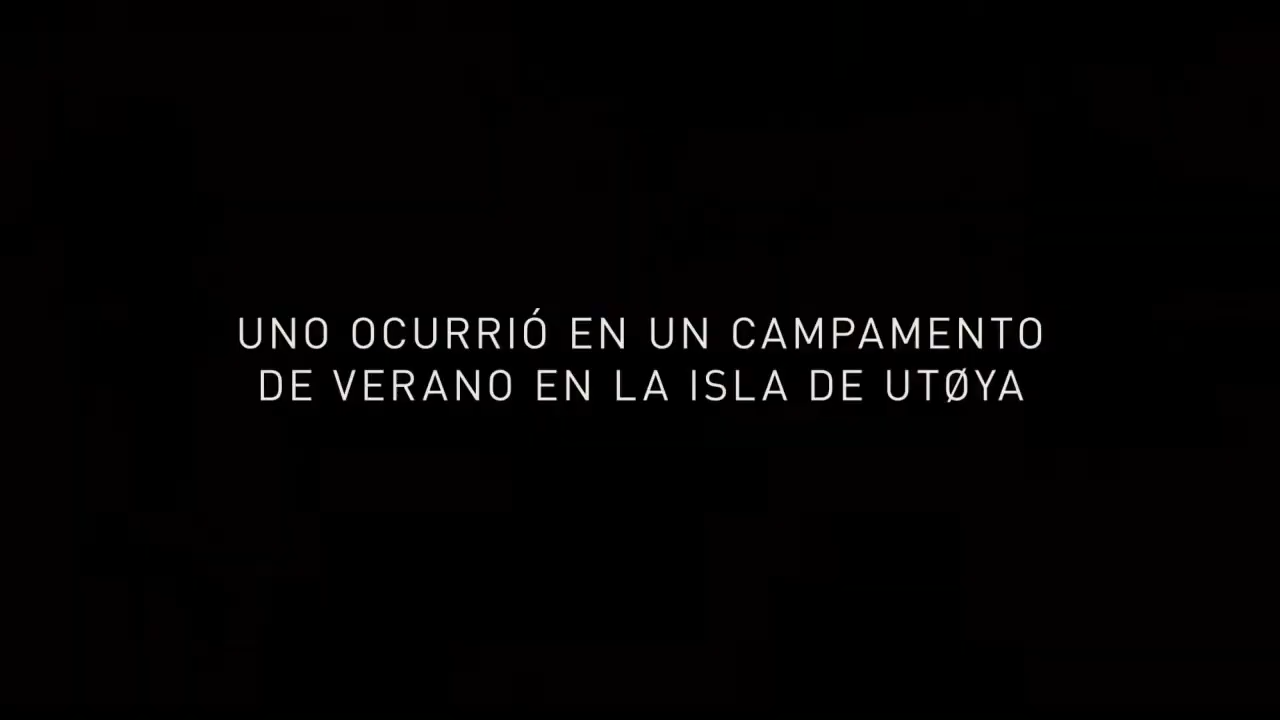 UNO OCURRIÓ EN UN CAMPAMENTO
DE VERANO EN LA ISLA DE UTØYA